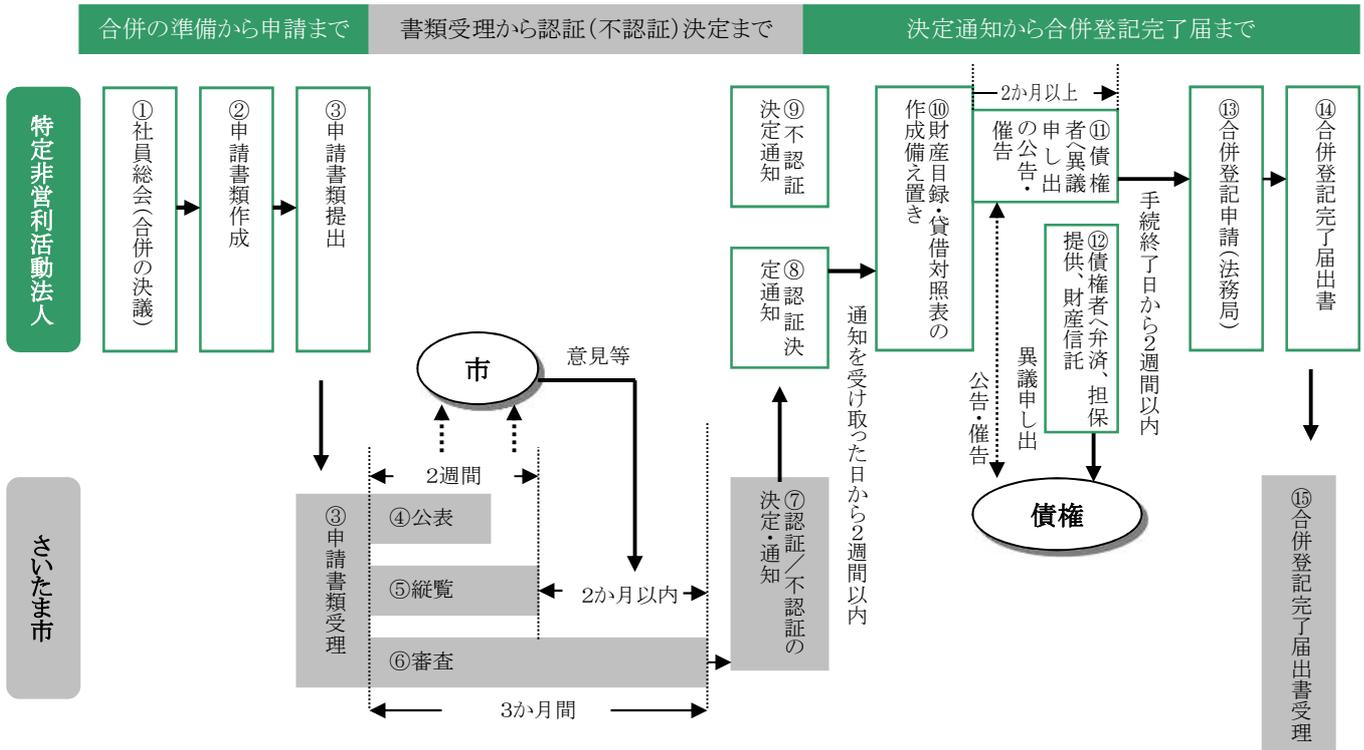 合併の準備から申請まで
書類受理から認証(不認証)決定まで
決定通知から合併登記完了届まで
特定非営利活動法人
①社員総会(合併の決議)
②申請書類作成
③申請書類提出
⑨不認証
決定通知
⑧認証決
定通知
⑩財産目録・貸借対照表の
作成備え置き
2か月以上
⑪債権
者へ異議
申し出
の公告・
催告
⑫債権者へ弁済、担保
提供、財産信託
手続終了日から2週間以内
⑬合併登記申請(法務局)
⑭合併登記完了届出書
市
意見等
通知を受け取った日から2週間以内
公告・催告
異議申し出
債権
さいたま市
③申請書類受理
2週間
④公表
⑤縦覧
2か月以内
⑥審査
3か月間
⑦認証/不認証の
決定・通知
⑮合併登記完了届出書受理